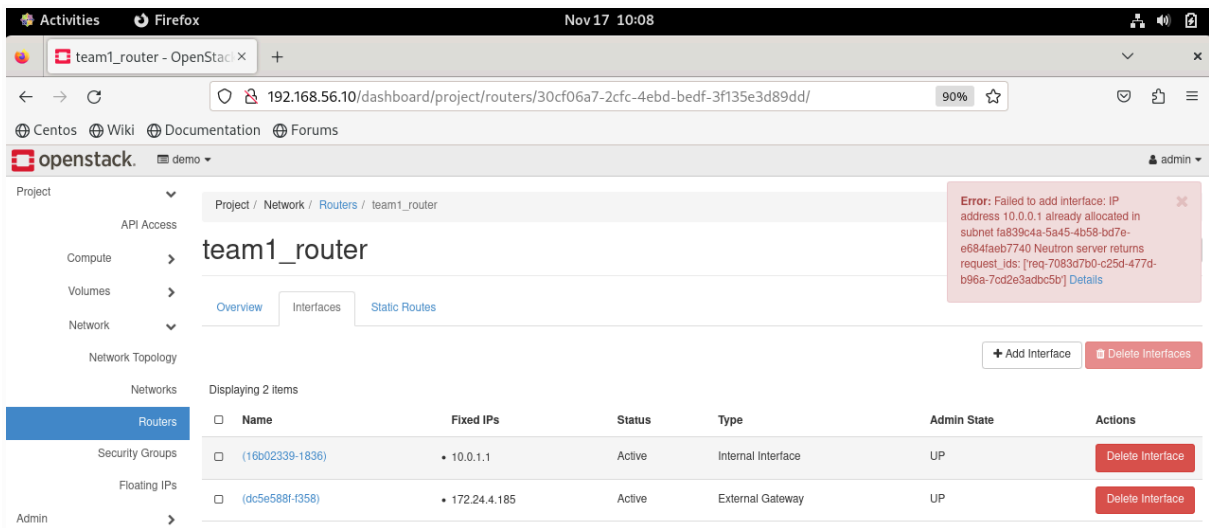 Activities Firefox Nov 17 10:08
team1_router - OpenStac × +
192.168.56.10/dashboard/project/routers/30cf06a7-2cfc-4ebd-bedf-3f135e3d89dd/ 90%
Centos Wiki Documentation Forums
openstack. demo admin
Project
API Access
Compute
Volumes
Network
Network Topology
Networks
Routers
Security Groups
Floating IPs
Admin
Project / Network / Routers / team1_router
team1_router
Error: Failed to add interface: IP
address 10.0.0.1 already allocated in
subnet fa839c4a-5a45-4b58-bd7e-
e684faeb7740 Neutron server returns
request_ids: ['req-7083d7b0-c25d-477d-
b96a-7cd2e3adbc5b'] Details
Overview Interfaces Static Routes
+ Add Interface Delete Interfaces
Displaying 2 items
Name Fixed IPs Status Type Admin State Actions
(16b02339-1836) • 10.0.1.1 Active Internal Interface UP Delete Interface
(dc5e588f-f358) • 172.24.4.185 Active External Gateway UP Delete Interface